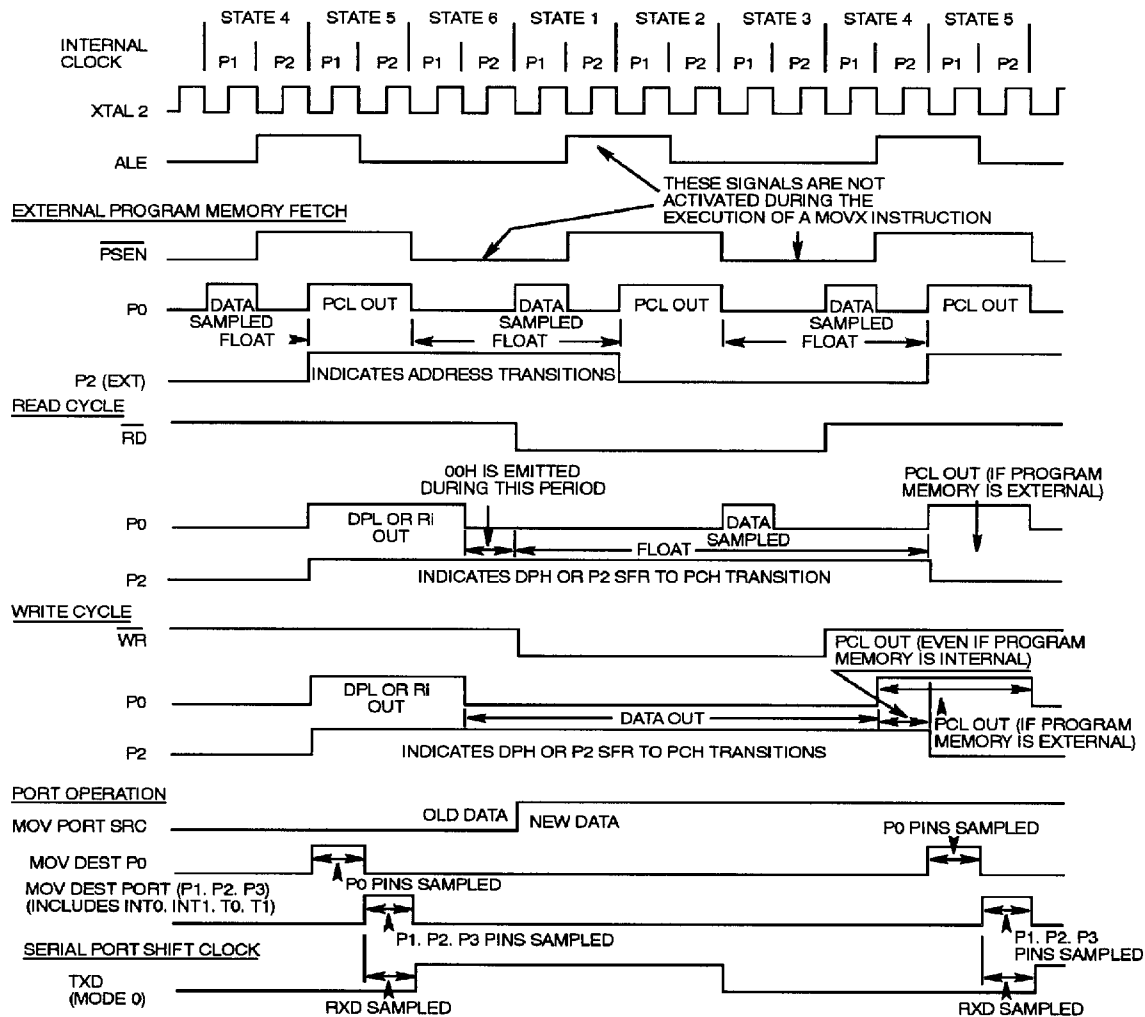 STATE 4 STATE 5 STATE 6 STATE 1 STATE 2 STATE 3 STATE 4 STATE 5
INTERNAL
CLOCK
P1 P2 P1 P2 P1 P2 P1 P2 P1 P2 P1 P2 P1 P2 P1 P2
XTAL 2
ALE
THESE SIGNALS ARE NOT
ACTIVATED DURING THE
EXECUTION OF A MOVX INSTRUCTION
EXTERNAL PROGRAM MEMORY FETCH
PSEN
P0
DATA PCL OUT DATA PCL OUT DATA PCL OUT
SAMPLED SAMPLED SAMPLED
FLOAT FLOAT FLOAT
P2 (EXT)
INDICATES ADDRESS TRANSITIONS
READ CYCLE
RD
00H IS EMITTED
DURING THIS PERIOD
PCL OUT (IF PROGRAM
MEMORY IS EXTERNAL)
P0
DPL OR Ri
OUT
DATA
SAMPLED
FLOAT
P2
INDICATES DPH OR P2 SFR TO PCH TRANSITION
WRITE CYCLE
WR
PCL OUT (EVEN IF PROGRAM
MEMORY IS INTERNAL)
P0
DPL OR Ri
OUT
DATA OUT
PCL OUT (IF PROGRAM
MEMORY IS EXTERNAL)
P2
INDICATES DPH OR P2 SFR TO PCH TRANSITIONS
PORT OPERATION
MOV PORT SRC
OLD DATA NEW DATA
P0 PINS SAMPLED
MOV DEST P0
P0 PINS SAMPLED
MOV DEST PORT (P1. P2. P3)
(INCLUDES INT0. INT1. T0. T1)
P1. P2. P3 PINS SAMPLED
P1. P2. P3
PINS SAMPLED
SERIAL PORT SHIFT CLOCK
TXD
(MODE 0)
RXD SAMPLED
RXD SAMPLED